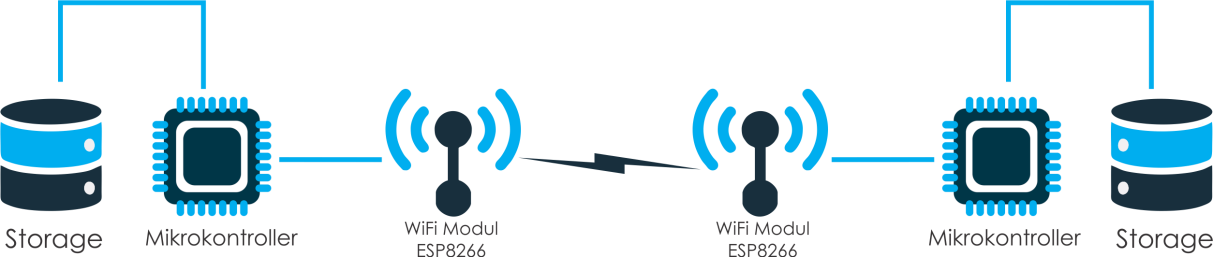 Storage
Mikrokontroller
WiFi Modul
ESP8266
WiFi Modul
ESP8266
Mikrokontroller
Storage